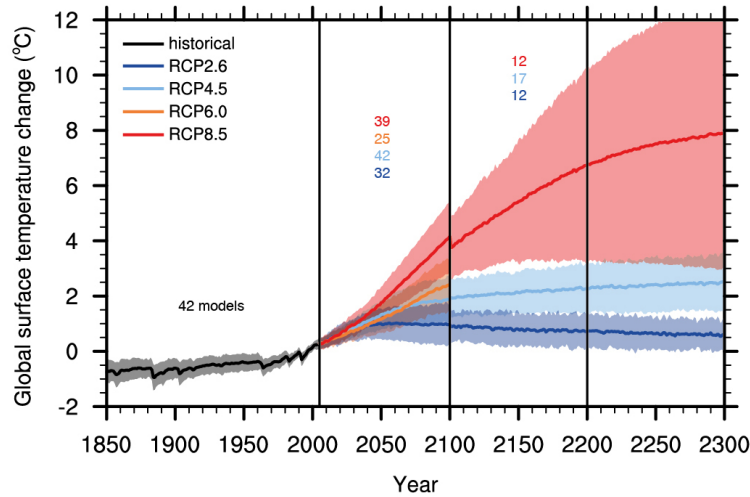 Global surface temperature change (°C)
12
10
8
6
4
2
0
-2
historical
RCP2.6
RCP4.5
RCP6.0
RCP8.5
39
25
42
32
12
17
12
42 models
1850 1900 1950 2000 2050 2100 2150 2200 2250 2300
Year